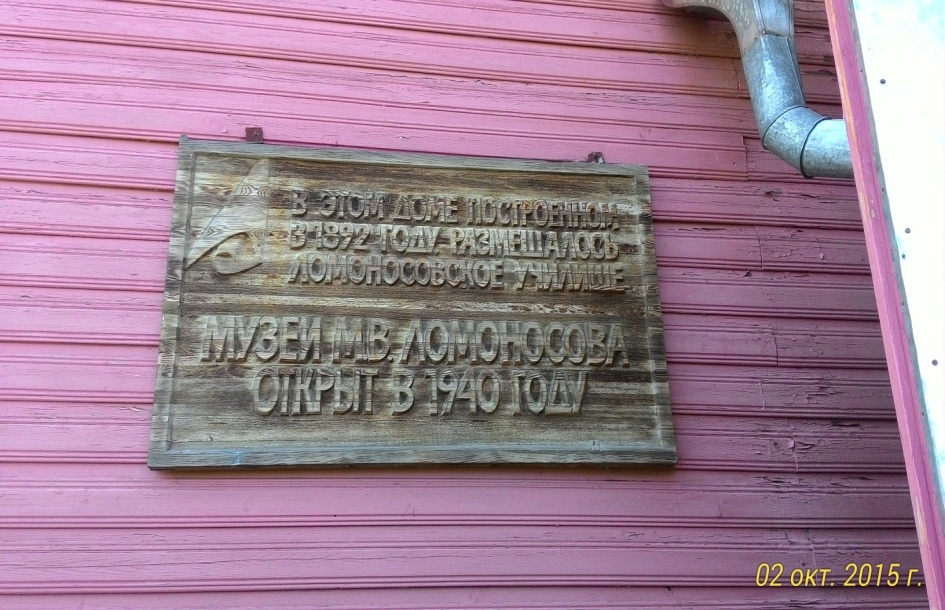 В ЭТОМ ДОМЕ ПОСТРОЕННОМ
В 1892 ГОДУ РАЗМЕЩАЛОСЬ
ЛОМОНОСОВСКОЕ УЧИЛИЩЕ
МУЗЕЙ М.В. ЛОМОНОСОВА
ОТКРЫТ В 1940 ГОДУ
02 окт. 2015 г.